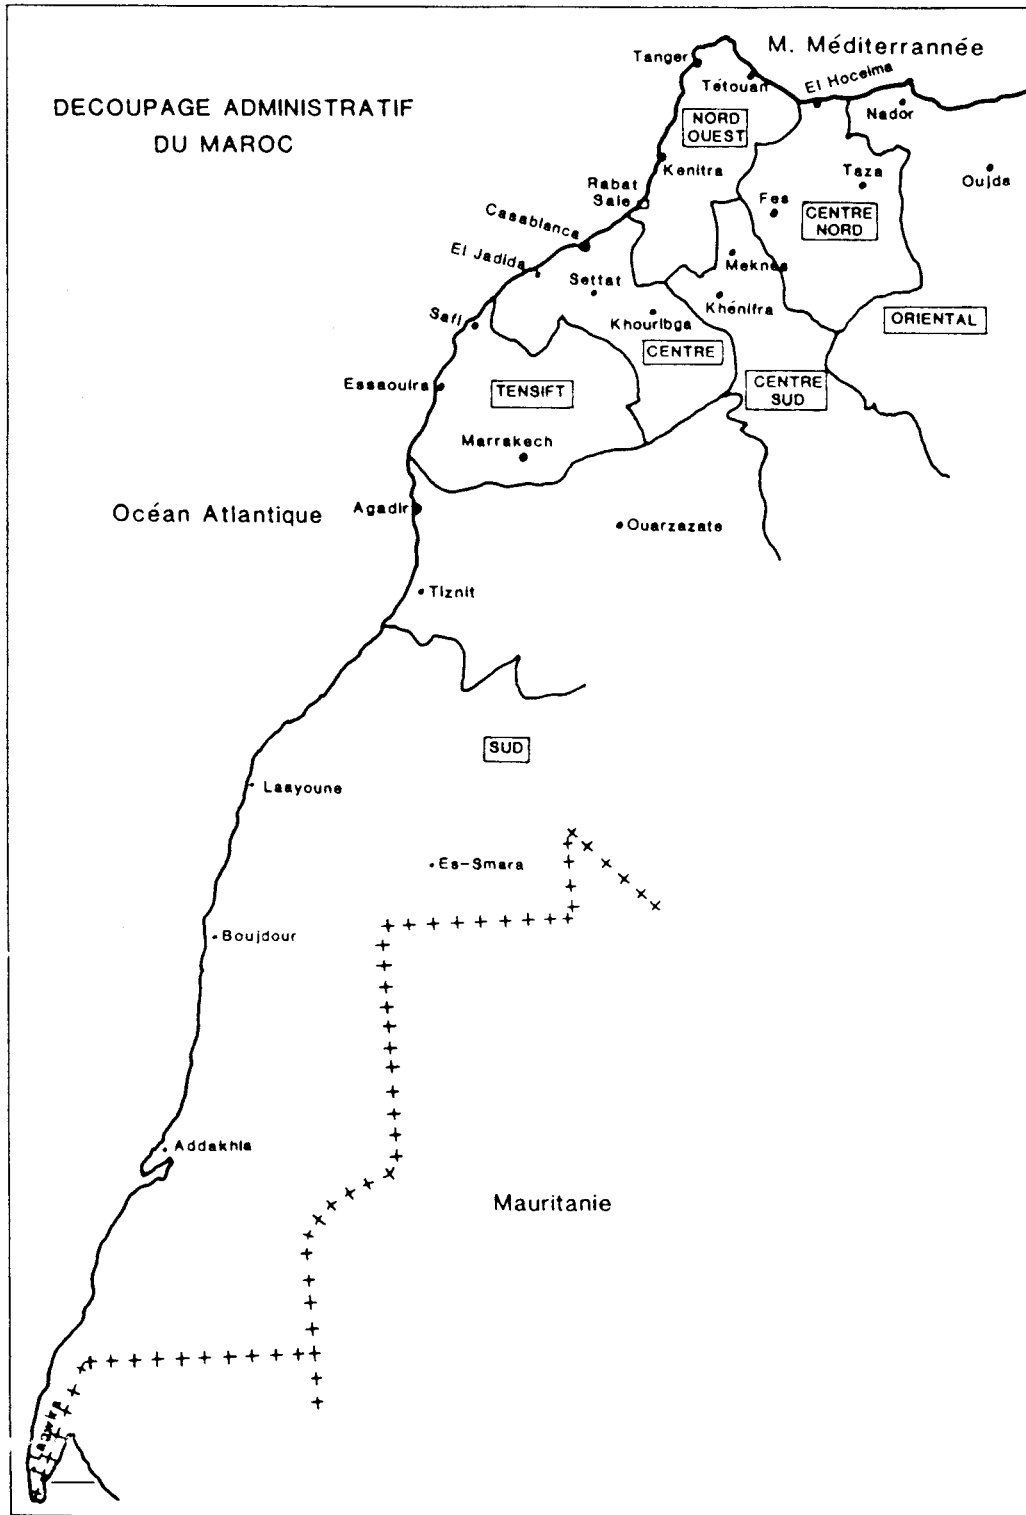 M. Méditerrannée
Tanger
Tétouan
El Hoceima
Nador
DECOUPAGE ADMINISTRATIF
DU MAROC
NORD
OUEST
Kenitra
Taza
Oujda
Rabat
Sale
Fes
CENTRE
NORD
Casablanca
El Jadida
Meknes
Settat
Khénifra
Safi
Khouribga
ORIENTAL
CENTRE
Essaouira
TENSIFT
CENTRE
SUD
Marrakech
Océan Atlantique
Agadir
Ouarzazate
Tiznit
SUD
Laayoune
Es-Smara
Boujdour
Addakhla
Mauritanie
Lagwira